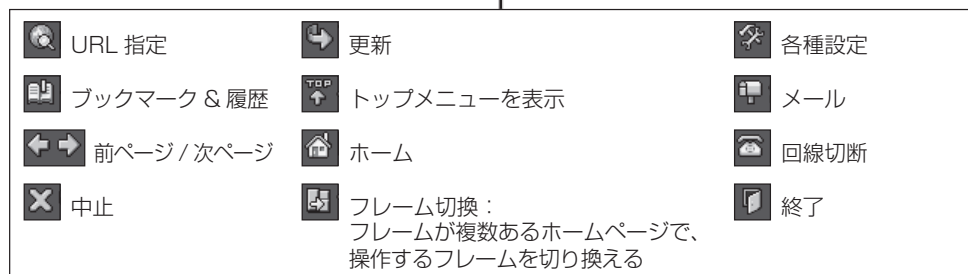 URL 指定
ブックマーク & 履歴
前ページ / 次ページ
中止
更新
TOP
トップメニューを表示
ホーム
フレーム切換：
フレームが複数あるホームページで、
操作するフレームを切り換える
各種設定
メール
回線切断
終了